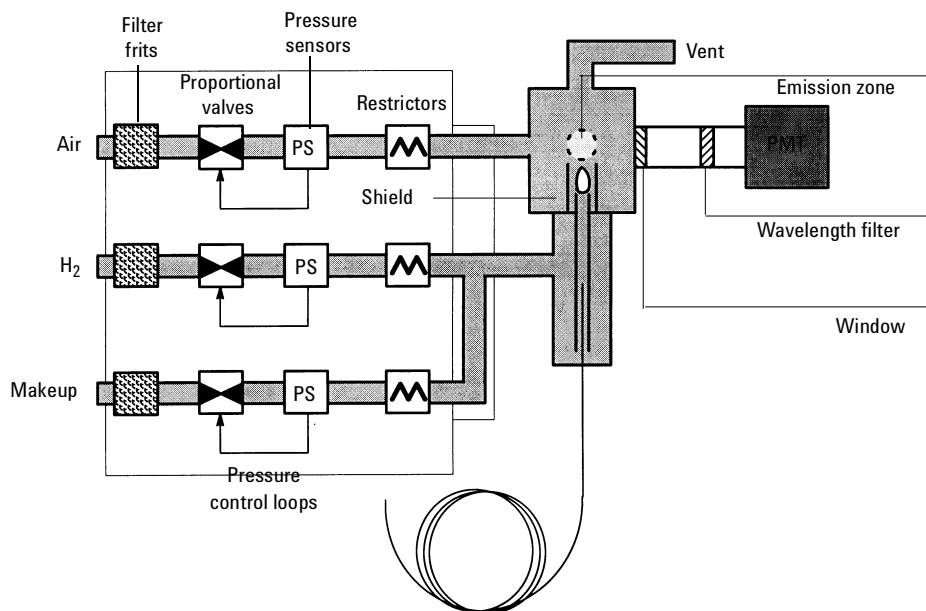 Filter
frits
Pressure
sensors
Proportional
valves
Restrictors
Vent
Emission zone
Air
PS
PMT
Shield
Wavelength filter
H₂
PS
Window
Makeup
PS
Pressure
control loops